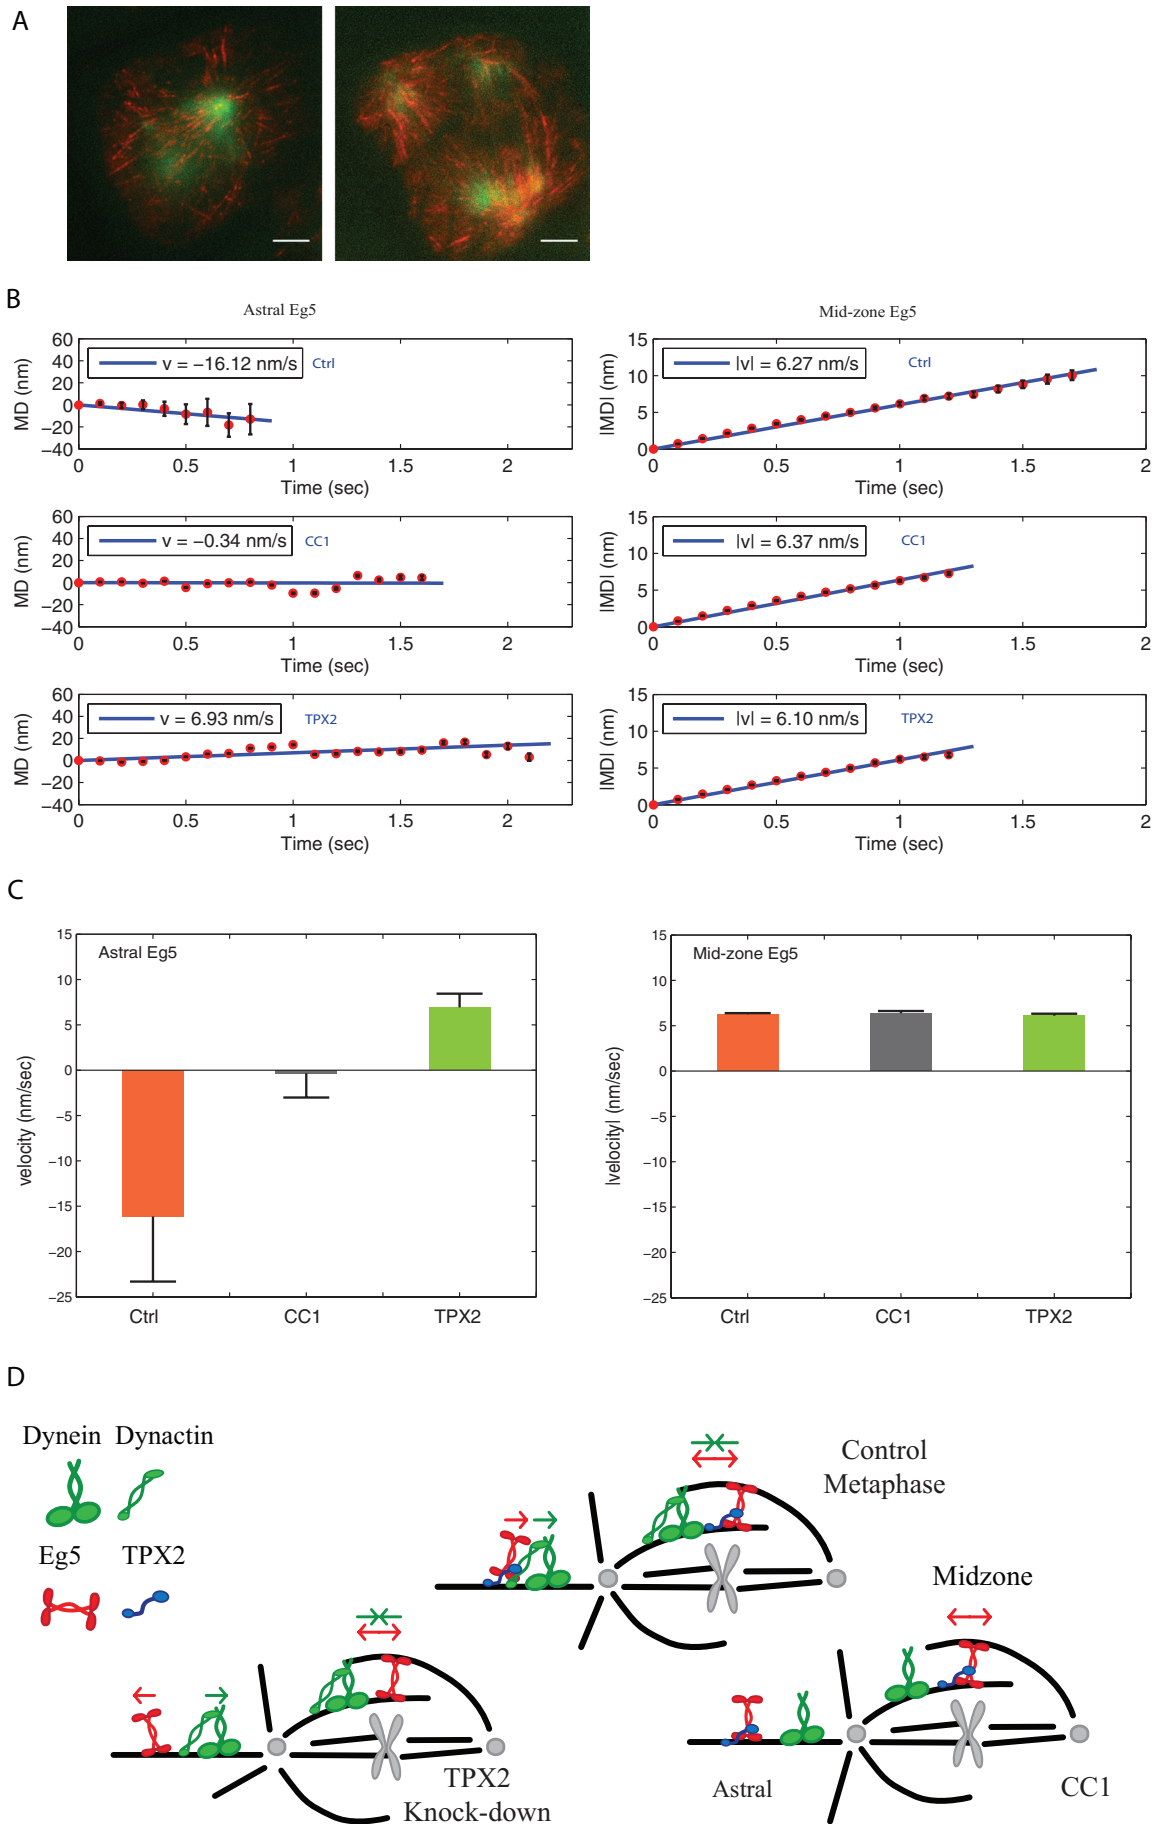 A
B
Astral Eg5
Mid-zone Eg5
60
40
20
0
−20
−40
MD (nm)
v = −16.12 nm/s
Ctrl
0 0.5 1 1.5 2
Time (sec)
15
10
5
0
|MD| (nm)
|v| = 6.27 nm/s
Ctrl
0 0.5 1 1.5 2
Time (sec)
60
40
20
0
−20
−40
MD (nm)
v = −0.34 nm/s
CC1
0 0.5 1 1.5 2
Time (sec)
15
10
5
0
|MD| (nm)
|v| = 6.37 nm/s
CC1
0 0.5 1 1.5 2
Time (sec)
60
40
20
0
−20
−40
MD (nm)
v = 6.93 nm/s
TPX2
0 0.5 1 1.5 2
Time (sec)
15
10
5
0
|MD| (nm)
|v| = 6.10 nm/s
TPX2
0 0.5 1 1.5 2
Time (sec)
C
15
10
5
0
−5
−10
−15
−20
−25
velocity (nm/sec)
Astral Eg5
Ctrl CC1 TPX2
15
10
5
0
−5
−10
−15
−20
−25
|velocity| (nm/sec)
Mid-zone Eg5
Ctrl CC1 TPX2
D
Dynein Dynactin
Eg5 TPX2
Control
Metaphase
Midzone
TPX2
Knock-down
Astral
CC1